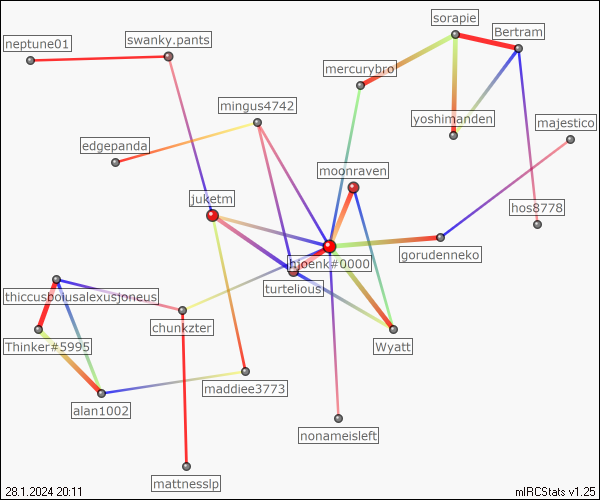 sorapie
neptune01
swanky.pants
Bertram
mercurybro
mingus4742
yoshimanden
majestico
edgepanda
moonraven
juketm
hos8778
gorudenneko
hjoenk#0000
turtelious
thiccusboiusalexusjoneus
chunkzter
Thinker#5995
Wyatt
maddiee3773
alan1002
nonameisleft
mattnesslp
28.1.2024 20:11
mIRCStats v1.25